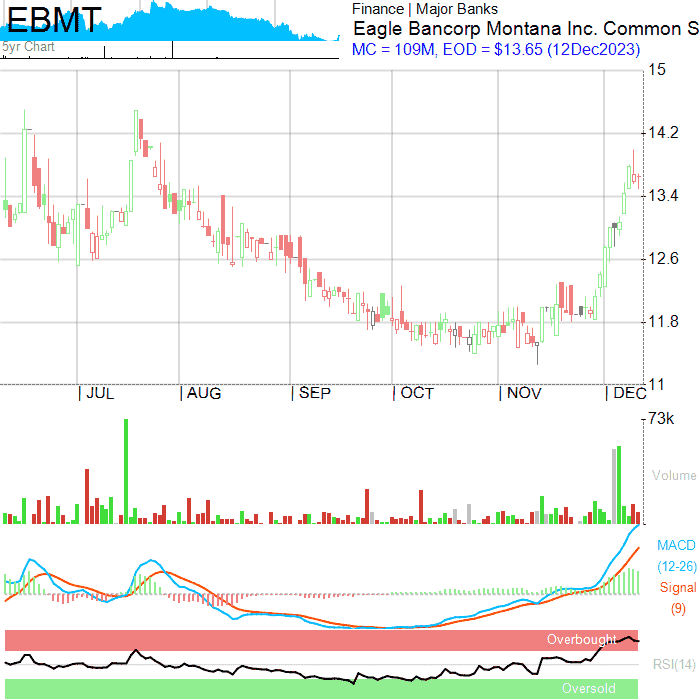 EBMT
5yr Chart
Finance | Major Banks
Eagle Bancorp Montana Inc. Common S
MC = 109M, EOD = $13.65 (12Dec2023)
15
14.2
13.4
12.6
11.8
11
JUL AUG SEP OCT NOV DEC
73k
Volume
MACD
(12-26)
Signal
(9)
Overbought
RSI(14)
Oversold